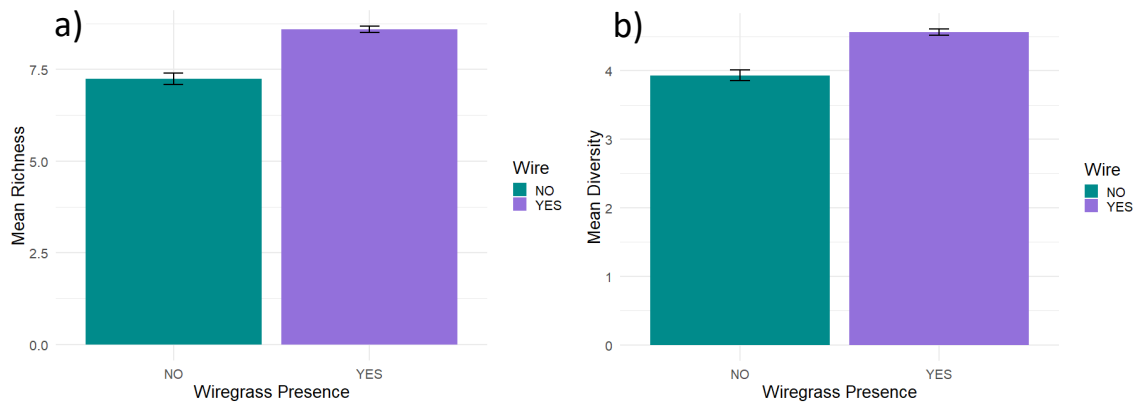 a)
Mean Richness
7.5
5.0
2.5
0.0
NO
YES
Wiregrass Presence
Wire
NO
YES
b)
Mean Diversity
4
3
2
1
0
NO
YES
Wiregrass Presence
Wire
NO
YES